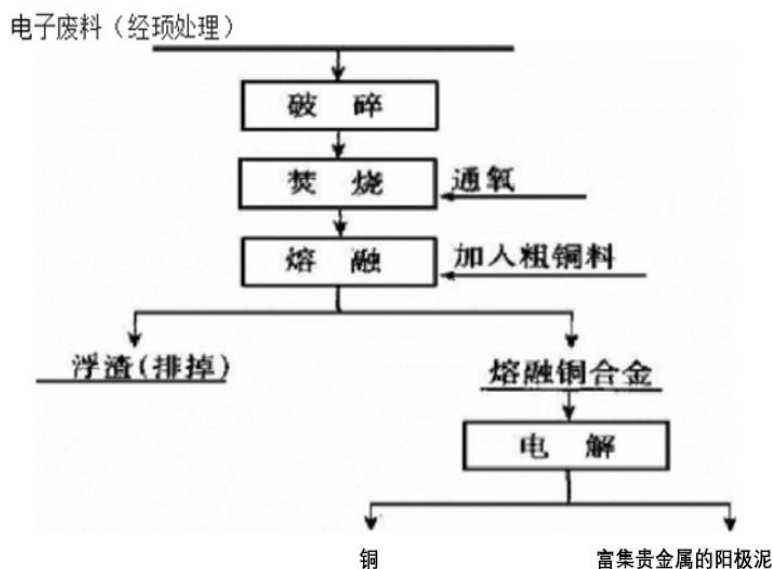 电子废料（经顼处理）
破碎
焚烧
通氧
熔融
加入粗铜料
浮渣(排掉)
熔融铜合金
电解
铜
富集贵金属的阳极泥